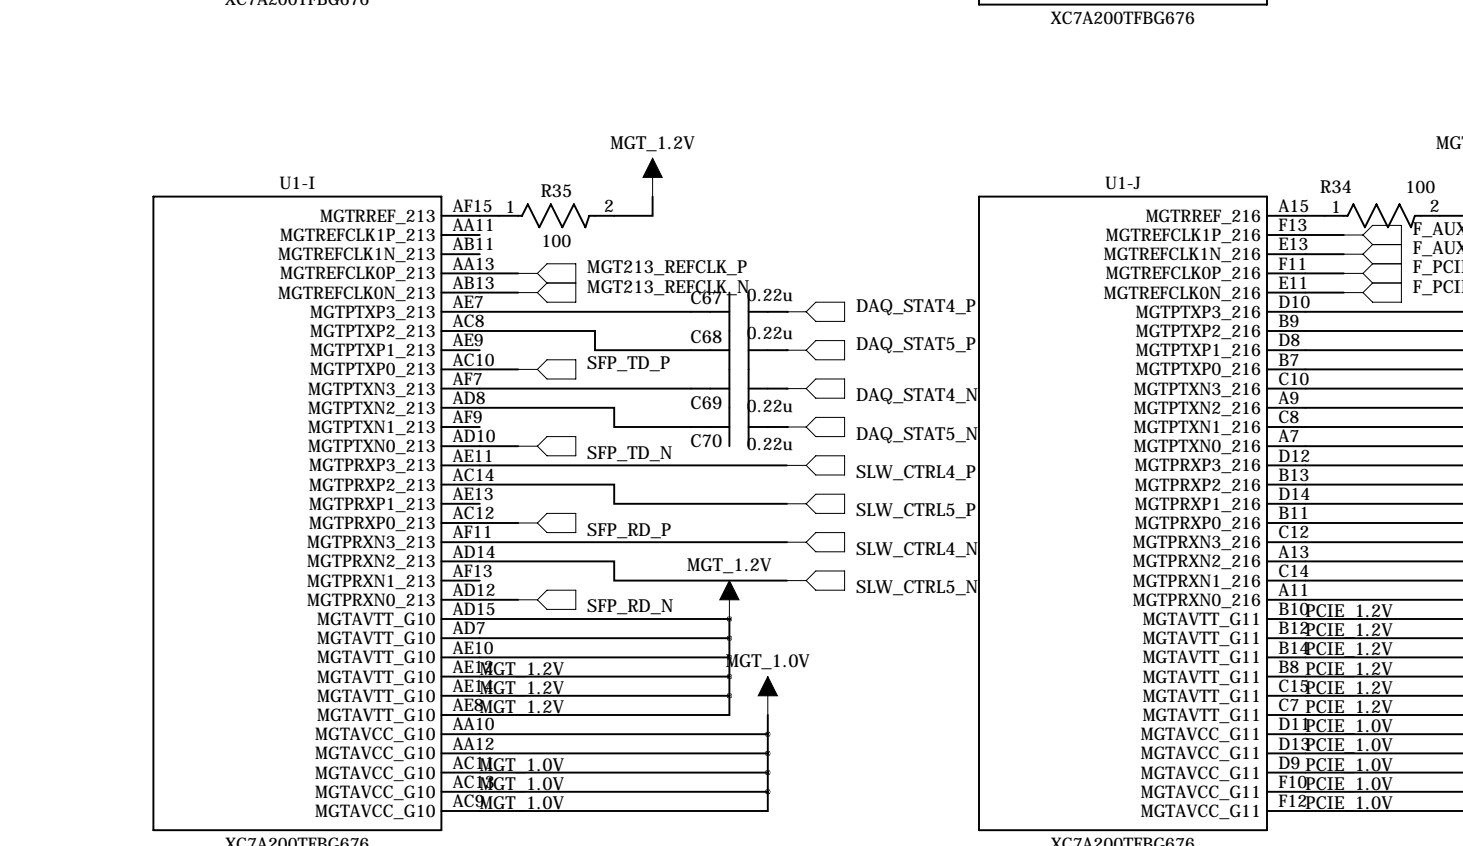 XC7A200TFBG676
XC7A200TFBG676
MGT_1.2V
U1-I
R35
1
2
100
MGTRREF_213 AF15
MGTREFCLK1P_213 AA11
MGTREFCLK1N_213 AB11
MGTREFCLK0P_213 AA13 MGT213_REFCLK_P
MGTREFCLK0N_213 AB13 MGT213_REFCLK_N
MGTPTXP3_213 AE7 C67 0.22u DAQ_STAT4_P
MGTPTXP2_213 AC8 C68 0.22u DAQ_STAT5_P
MGTPTXP1_213 AE9
MGTPTXP0_213 AC10 SFP_TD_P
MGTPTXN3_213 AF7 C69 0.22u DAQ_STAT4_N
MGTPTXN2_213 AD8 C70 0.22u DAQ_STAT5_N
MGTPTXN1_213 AF9
MGTPTXN0_213 AD10 SFP_TD_N
MGTPRXP3_213 AE11 SLW_CTRL4_P
MGTPRXP2_213 AC14 SLW_CTRL5_P
MGTPRXP1_213 AE13
MGTPRXP0_213 AC12 SFP_RD_P
MGTPRXN3_213 AF11 SLW_CTRL4_N
MGTPRXN2_213 AD14 SLW_CTRL5_N
MGTPRXN1_213 AF13
MGTPRXN0_213 AD12 SFP_RD_N
MGT_1.2V
MGTAVTT_G10 AD15
MGTAVTT_G10 AD7
MGTAVTT_G10 AE10
MGTAVTT_G10 AE12 MGT_1.2V
MGTAVTT_G10 AE14 MGT_1.2V
MGTAVTT_G10 AE8 MGT_1.2V
MGT_1.0V
MGTAVCC_G10 AA10
MGTAVCC_G10 AA12
MGTAVCC_G10 AC11 MGT_1.0V
MGTAVCC_G10 AC13 MGT_1.0V
MGTAVCC_G10 AC9 MGT_1.0V
XC7A200TFBG676
U1-J
R34
100
1
2
MGTRREF_216 A15
MGTREFCLK1P_216 F13
MGTREFCLK1N_216 E13
MGTREFCLK0P_216 F11
MGTREFCLK0N_216 E11
MGTPTXP3_216 D10
MGTPTXP2_216 B9
MGTPTXP1_216 D8
MGTPTXP0_216 B7
MGTPTXN3_216 C10
MGTPTXN2_216 A9
MGTPTXN1_216 C8
MGTPTXN0_216 A7
MGTPRXP3_216 D12
MGTPRXP2_216 B13
MGTPRXP1_216 D14
MGTPRXP0_216 B11
MGTPRXN3_216 C12
MGTPRXN2_216 A13
MGTPRXN1_216 C14
MGTPRXN0_216 A11
MGTAVTT_G11 B10 PCIE_1.2V
MGTAVTT_G11 B12 PCIE_1.2V
MGTAVTT_G11 B14 PCIE_1.2V
MGTAVTT_G11 B8 PCIE_1.2V
MGTAVTT_G11 C15 PCIE_1.2V
MGTAVTT_G11 C7 PCIE_1.2V
MGTAVCC_G11 D11 PCIE_1.0V
MGTAVCC_G11 D13 PCIE_1.0V
MGTAVCC_G11 D9 PCIE_1.0V
MGTAVCC_G11 F10 PCIE_1.0V
MGTAVCC_G11 F12 PCIE_1.0V
XC7A200TFBG676